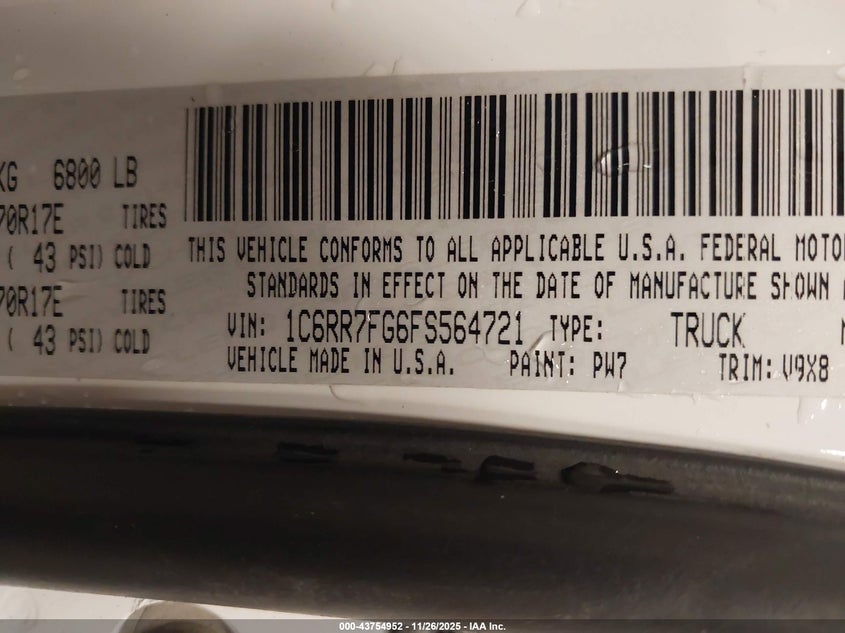 KG 6800 LB
70R17E TIRES
( 43 PSI) COLD
70R17E TIRES
( 43 PSI) COLD
THIS VEHICLE CONFORMS TO ALL APPLICABLE U.S.A. FEDERAL MOTOR
STANDARDS IN EFFECT ON THE DATE OF MANUFACTURE SHOWN
VIN: 1C6RR7FG6FS564721 TYPE: TRUCK
VEHICLE MADE IN U.S.A. PAINT: PW7 TRIM: V9X8
000-43754952 - 11/26/2025 - IAA Inc.